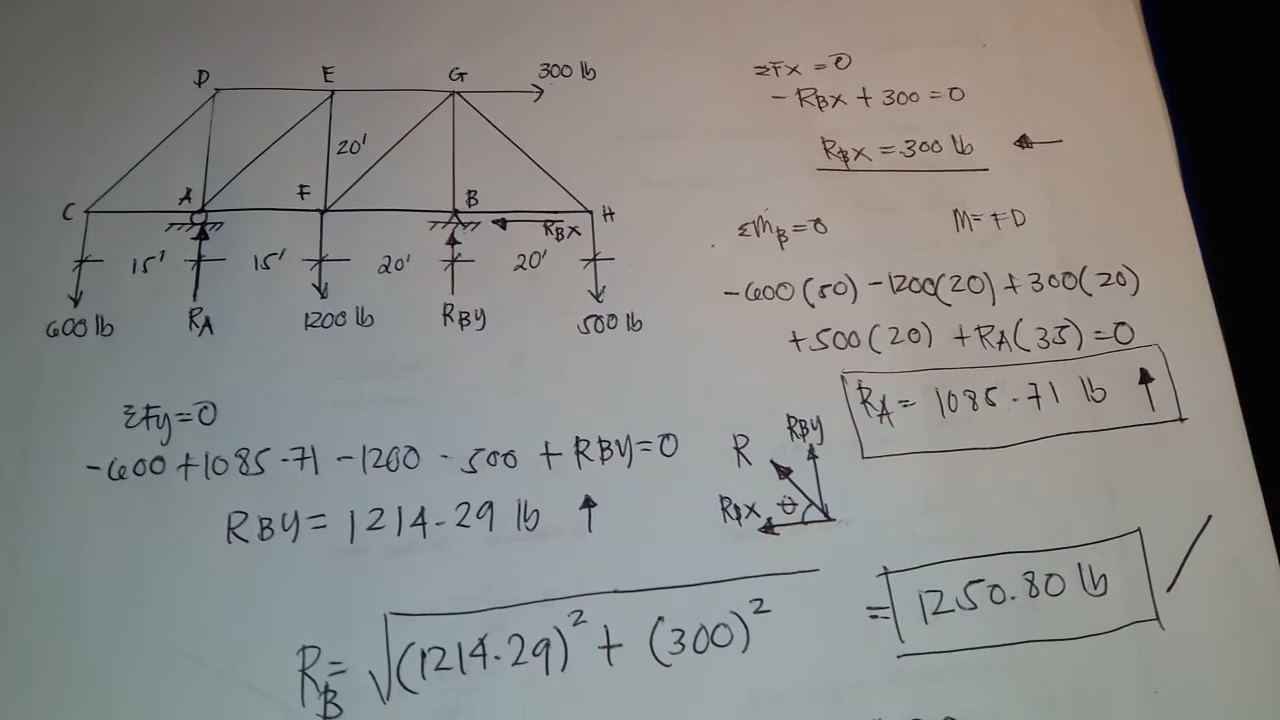 D E G 300 lb
20'
C A F B H
RBX
15' 15' 20' 20'
600 lb RA 1200 lb RBY 500 lb
ΣFX = 0
- RBX + 300 = 0
RBX = 300 lb ←
ΣMB = 0 M = FD
-600 (50) - 1200(20) + 300(20)
+ 500(20) + RA(35) = 0
RA = 1085.71 lb ↑
ΣFy = 0
-600 + 1085.71 - 1200 - 500 + RBY = 0
RBY = 1214.29 lb ↑
R RBY
RBX θ
RB = √(1214.29)² + (300)² = 1250.80 lb